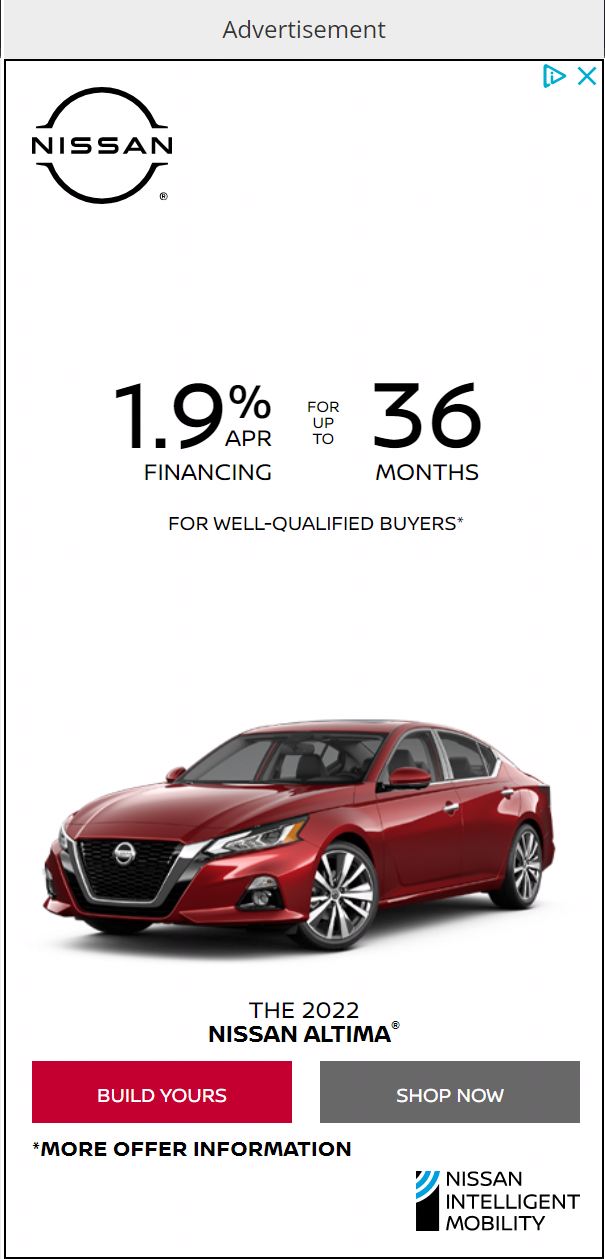 Advertisement
NISSAN
®
1.9% APR
FINANCING
FOR
UP
TO
36
MONTHS
FOR WELL-QUALIFIED BUYERS*
THE 2022
NISSAN ALTIMA®
BUILD YOURS
SHOP NOW
*MORE OFFER INFORMATION
NISSAN
INTELLIGENT
MOBILITY